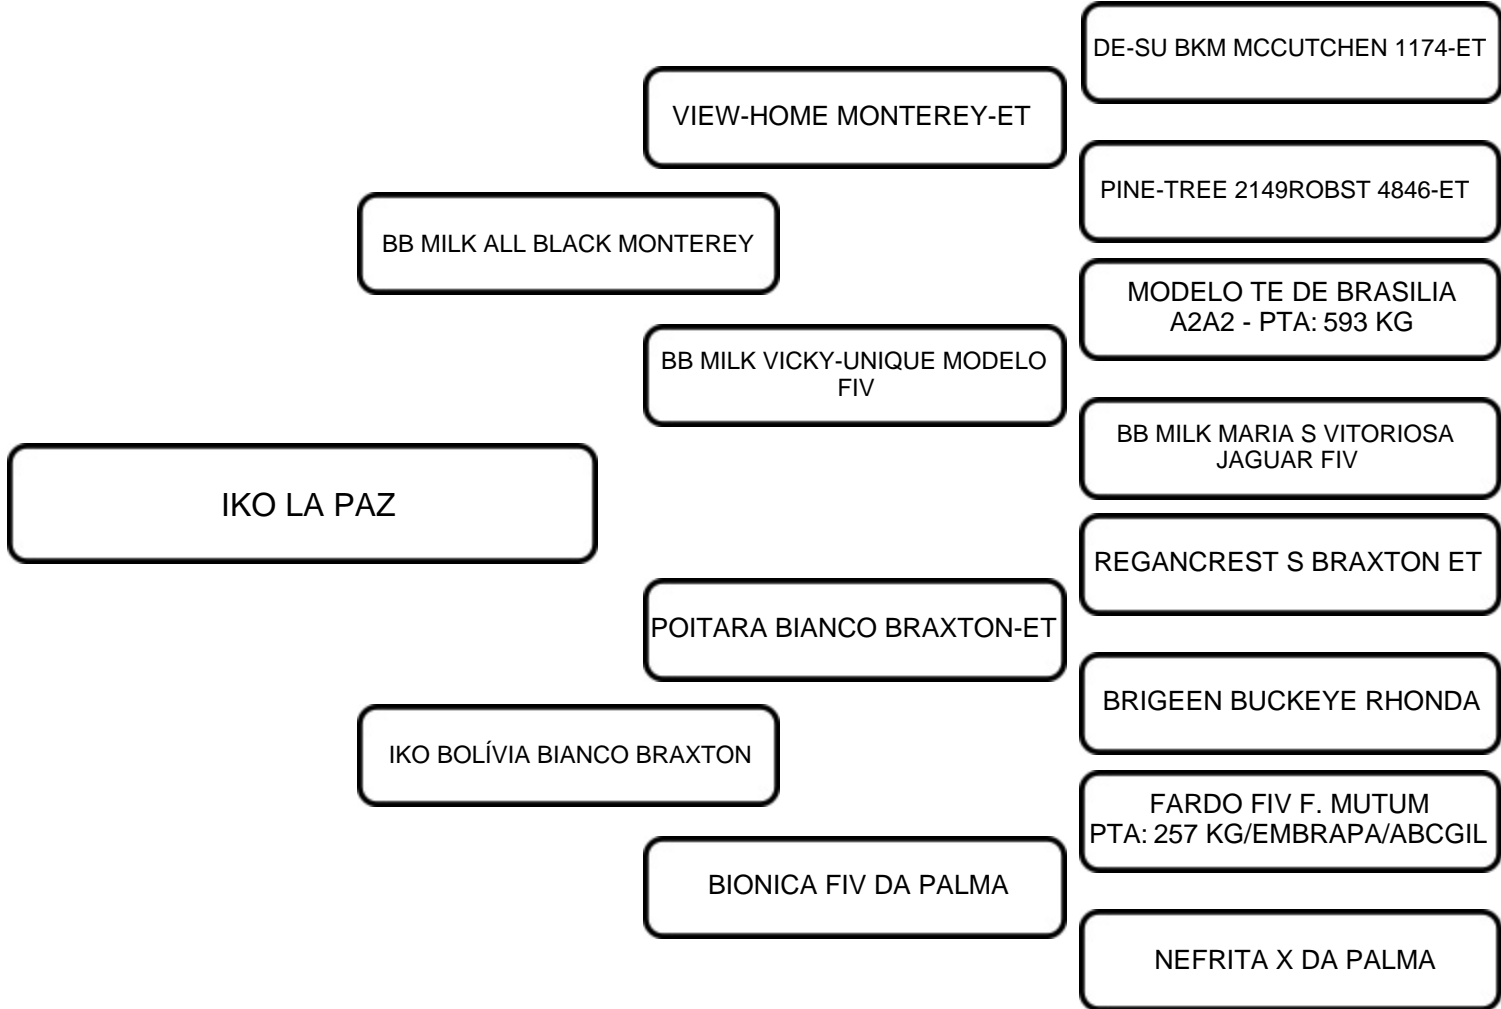 DE-SU BKM MCCUTCHEN 1174-ET
VIEW-HOME MONTEREY-ET
PINE-TREE 2149ROBST 4846-ET
BB MILK ALL BLACK MONTEREY
MODELO TE DE BRASILIA
A2A2 - PTA: 593 KG
BB MILK VICKY-UNIQUE MODELO
FIV
BB MILK MARIA S VITORIOSA
JAGUAR FIV
IKO LA PAZ
REGANCREST S BRAXTON ET
POITARA BIANCO BRAXTON-ET
BRIGEEN BUCKEYE RHONDA
IKO BOLÍVIA BIANCO BRAXTON
FARDO FIV F. MUTUM
PTA: 257 KG/EMBRAPA/ABCGIL
BIONICA FIV DA PALMA
NEFRITA X DA PALMA